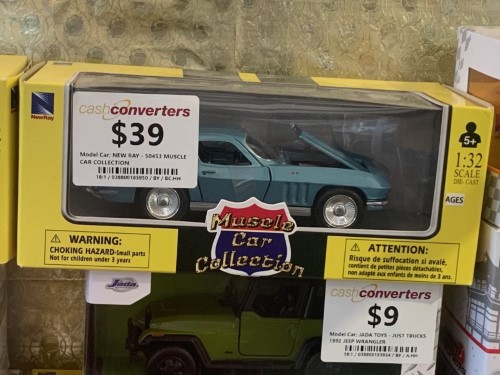 NewRay
cash converters
$39
Model Car: NEW RAY - 50453 MUSCLE
CAR COLLECTION
5+
1:32
SCALE
DIE-CAST
AGES
Muscle
Car
Collection
WARNING:
CHOKING HAZARD-Small parts
Not for children under 3 years
ATTENTION:
Risque de suffocation si avalé,
contient de petites pièces détachables,
non adapté aux enfants de moins de 3 ans.
Jada
cash converters
$9
Model Car: JADA TOYS - JUST TRUCKS
1992 JEEP WRANGLER